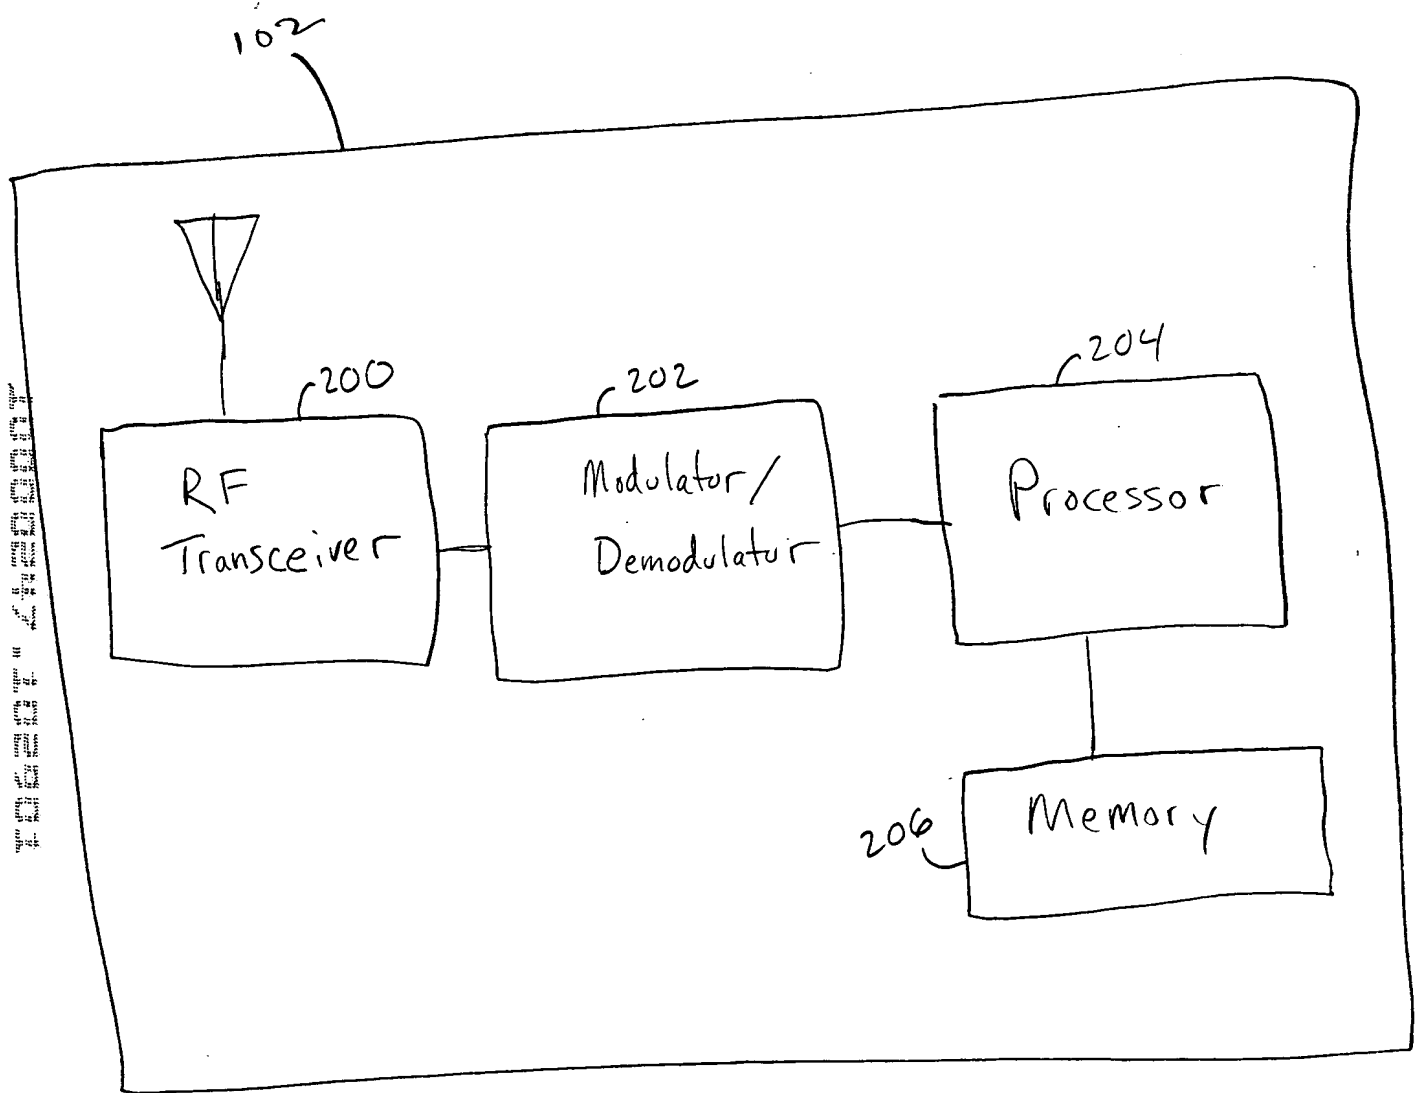 102
200
202
204
RF
Transceiver
Modulator/
Demodulator
Processor
206
Memory